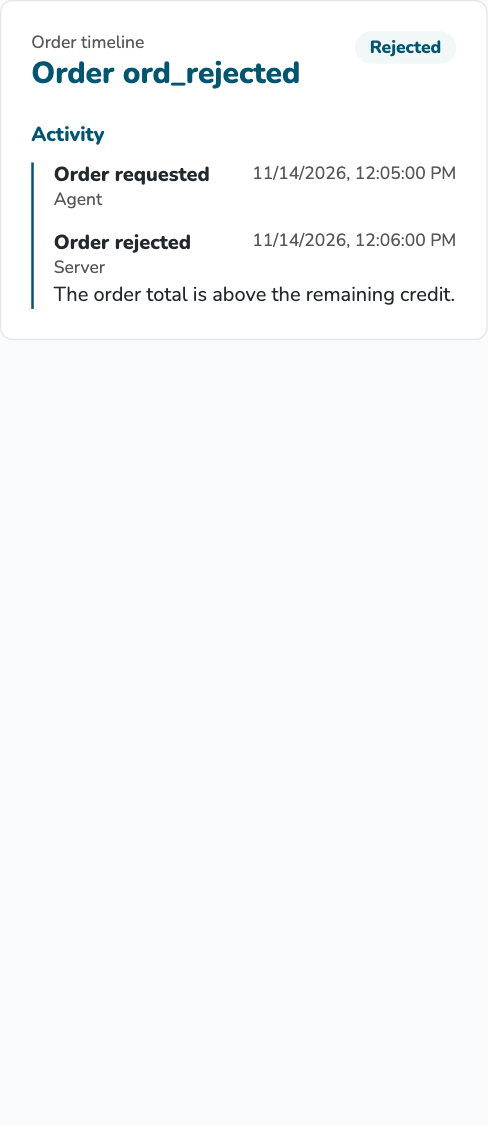 Order timeline
Rejected
Order ord_rejected
Activity
Order requested 11/14/2026, 12:05:00 PM
Agent
Order rejected 11/14/2026, 12:06:00 PM
Server
The order total is above the remaining credit.